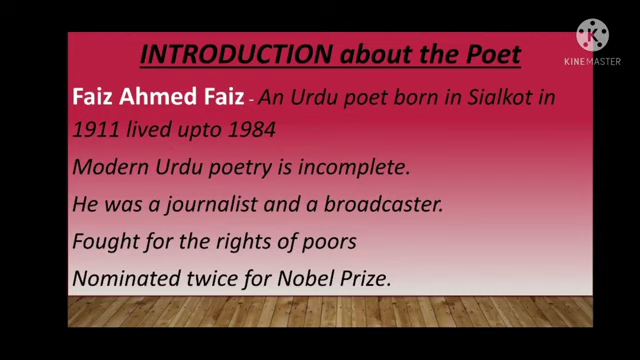 INTRODUCTION about the Poet
K
KINEMASTER
Faiz Ahmed Faiz - An Urdu poet born in Sialkot in
1911 lived upto 1984
Modern Urdu poetry is incomplete.
He was a journalist and a broadcaster.
Fought for the rights of poors
Nominated twice for Nobel Prize.